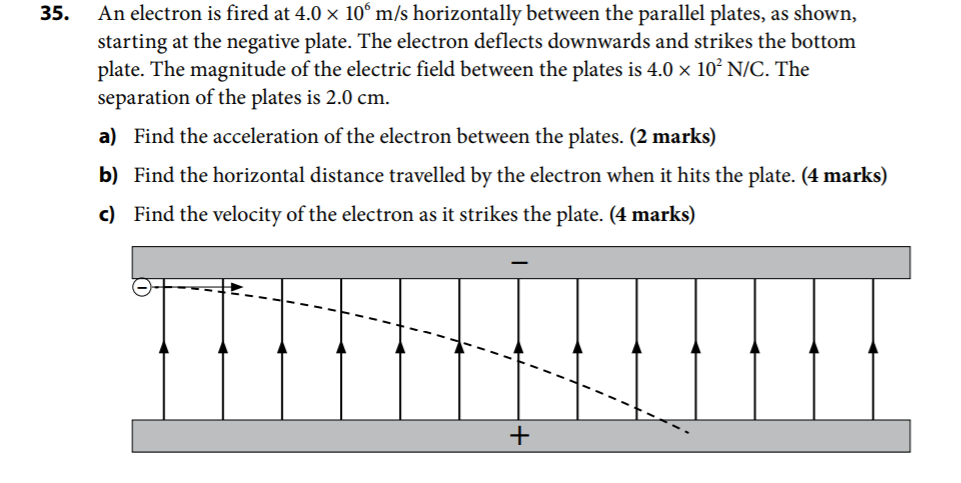 35. An electron is fired at 4.0 × 10⁶ m/s horizontally between the parallel plates, as shown,
starting at the negative plate. The electron deflects downwards and strikes the bottom
plate. The magnitude of the electric field between the plates is 4.0 × 10² N/C. The
separation of the plates is 2.0 cm.
a) Find the acceleration of the electron between the plates. (2 marks)
b) Find the horizontal distance travelled by the electron when it hits the plate. (4 marks)
c) Find the velocity of the electron as it strikes the plate. (4 marks)
−
−
+